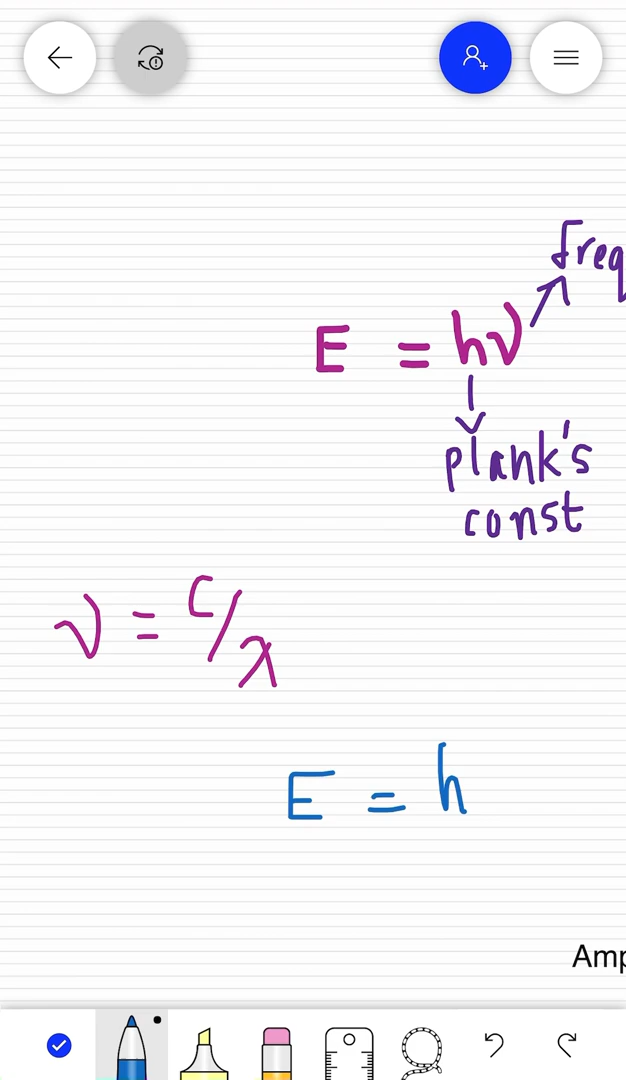 freq
E = hν
plank's
const
ν = c/λ
E = h
Amp